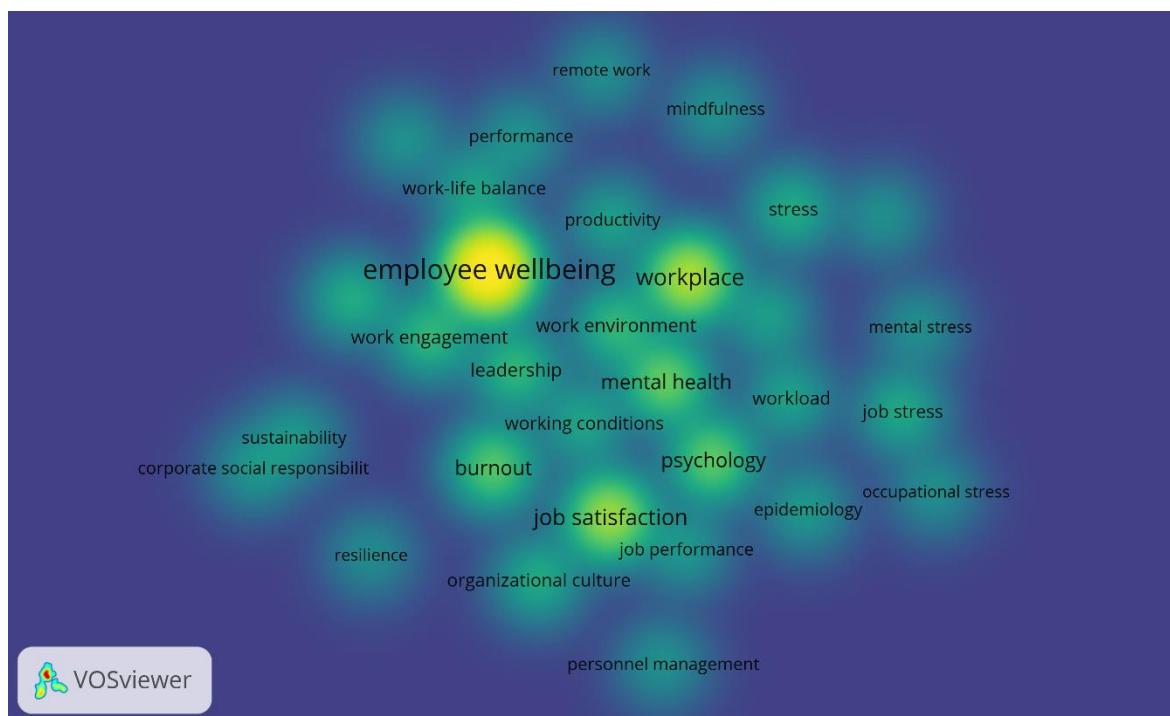 remote work
mindfulness
performance
work-life balance
stress
productivity
employee wellbeing
workplace
work environment
mental stress
work engagement
leadership
mental health
workload
job stress
working conditions
sustainability
psychology
corporate social responsibilit
burnout
occupational stress
epidemiology
job satisfaction
job performance
resilience
organizational culture
personnel management
VOSviewer